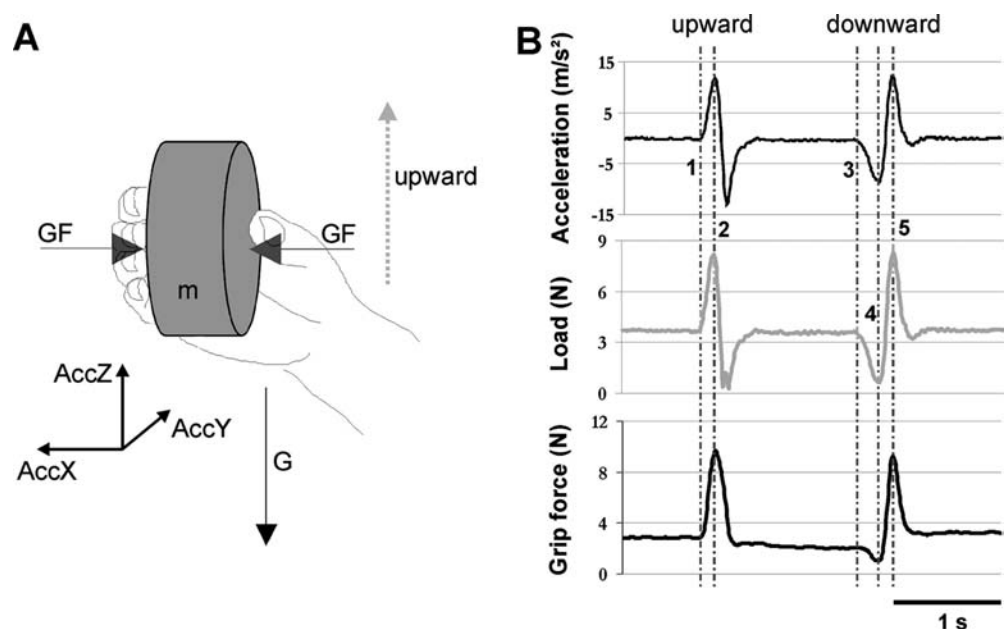 A
upward
GF
GF
m
AccZ
AccY
AccX
G
B
upward
downward
Acceleration (m/s²)
15
5
-5
-15
1
3
2
5
Load (N)
9
6
3
0
4
Grip force (N)
12
8
4
0
1 s